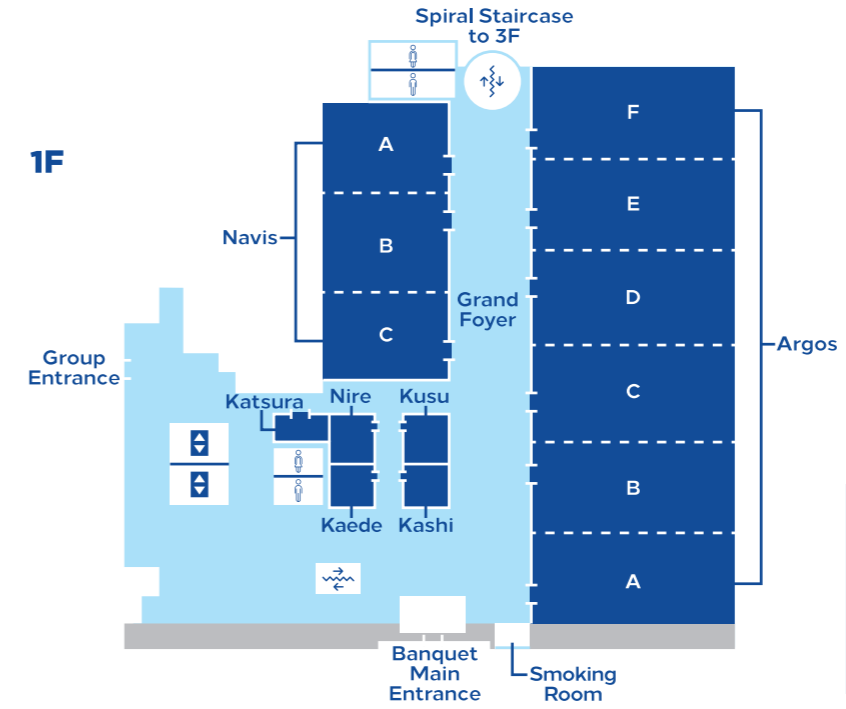 Spiral Staircase
to 3F
1F
F
A
E
Navis
B
Grand
Foyer
D
C
Argos
Group
Entrance
Katsura
Nire
Kusu
C
B
Kaede
Kashi
A
Banquet
Main
Entrance
Smoking
Room